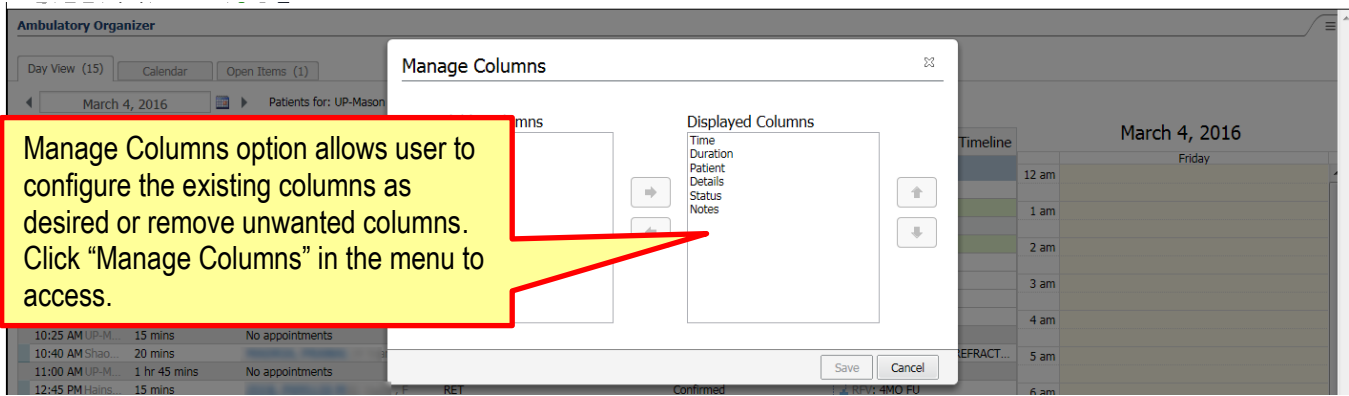 Ambulatory Organizer
Day View (15) Calendar Open Items (1)
March 4, 2016 Patients for: UP-Mason
Manage Columns
Displayed Columns
Time
Duration
Patient
Details
Status
Notes
Save Cancel
Manage Columns option allows user to
configure the existing columns as
desired or remove unwanted columns.
Click “Manage Columns” in the menu to
access.
Timeline
March 4, 2016
Friday
12 am
1 am
2 am
3 am
4 am
5 am
6 am
10:25 AM UP-M... 15 mins No appointments
10:40 AM Shao... 20 mins
11:00 AM UP-M... 1 hr 45 mins No appointments
12:45 PM Hains... 15 mins F RET Confirmed RFV: 4MO FU